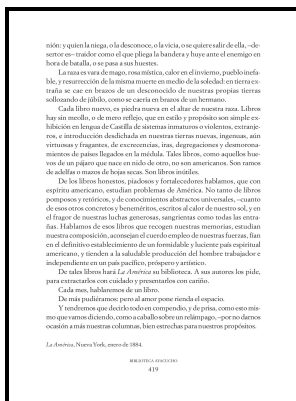 nión: y quien la niega, o la desconoce, o la vicia, o se quiere salir de ella, –de-
sertor es– traidor como el que pliega la bandera y huye ante el enemigo en
hora de batalla, o se pasa a sus huestes.
La raza es vara de mago, rosa mística, calor en el invierno, pueblo inefa-
ble, y resurrección de la misma muerte en medio de la soledad: en tierra ex-
traña se cae en brazos de un desconocido de nuestras propias tierras
sollozando de júbilo, como se caería en brazos de un hermano.
Cada libro nuevo, es piedra nueva en el altar de nuestra raza. Libros
hay sin meollo, o de mero reflejo, que en estilo y propósito son simple ex-
hibición en lengua de Castilla de sistemas inmaturos o violentos, extranje-
ros, e introducción desdichada en nuestras tierras nuevas, ingenuas, aún
virtuosas y fragantes, de excrecencias, iras, degregaciones y desmorona-
mientos de países llegados en la médula. Tales libros, como aquellos hue-
vos de un pájaro que nace en nido de otro, no son americanos. Son ramos
de adelfas o mazos de hojas secas. Son libros inútiles.
De los libros honestos, piadosos y fortalecedores hablamos, que con
espíritu americano, estudian problemas de América. No tanto de libros
pomposos y retóricos, y de conocimientos abstractos universales, –cuanto
de esos otros concretos y beneméritos, escritos al calor de nuestro sol, y en
el fragor de nuestras luchas generosas, sangrientas como todas las entra-
ñas. Hablamos de esos libros que recogen nuestras memorias, estudian
nuestra composición, aconsejan el cuerdo empleo de nuestras fuerzas, fían
en el definitivo establecimiento de un formidable y luciente país espiritual
americano, y tienden a la saludable producción del hombre trabajador e
independiente en un país pacífico, próspero y artístico.
De tales libros hará La América su biblioteca. A sus autores los pide,
para extractarlos con cuidado y presentarlos con cariño.
Cada mes, hablaremos de un libro.
De más pudiéramos; pero al amor pone rienda el espacio.
Y tendremos que decirlo todo en compendio, y de prisa, como esto mis-
mo que vamos diciendo, como a caballo sobre un relámpago, –por no darnos
ocasión a más nuestras columnas, bien estrechas para nuestros propósitos.
La América, Nueva York, enero de 1884.
BIBLIOTECA AYACUCHO
419